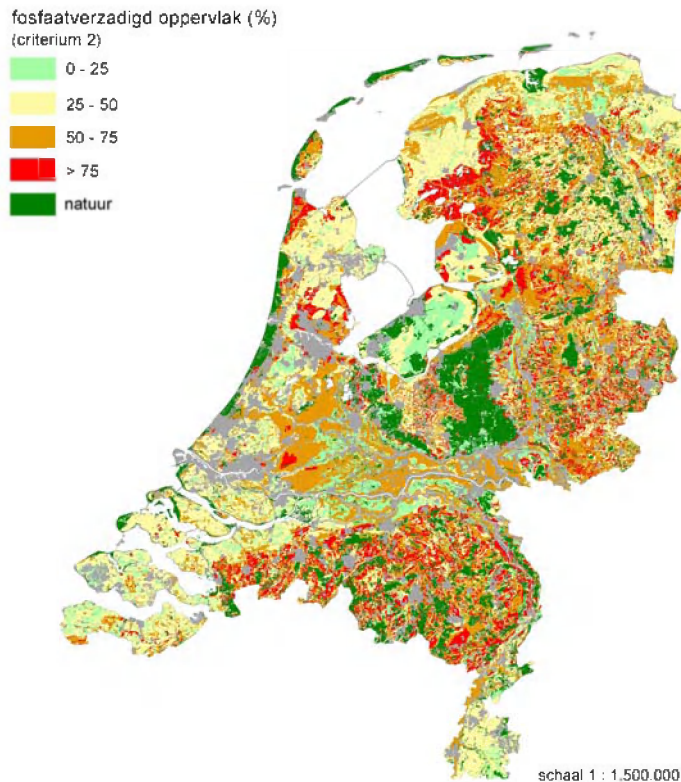 fosfaatverzadigd oppervlak (%)
(criterium 2)
0 - 25
25 - 50
50 - 75
> 75
natuur
schaal 1 : 1.500.000